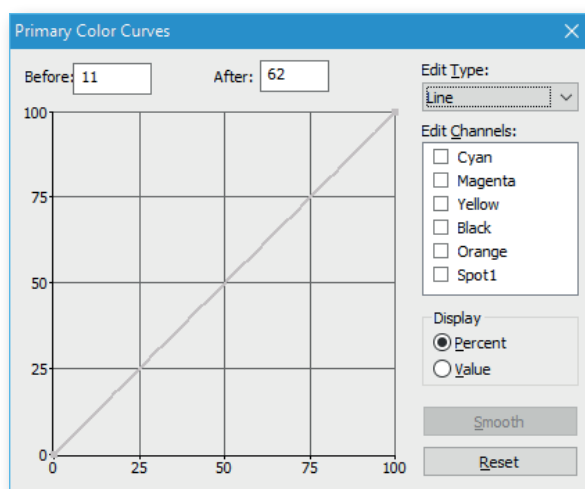 Primary Color Curves
Before: 11
After: 62
Edit Type:
Line
Edit Channels:
Cyan
Magenta
Yellow
Black
Orange
Spot1
Display
Percent
Value
Smooth
Reset
100
75
50
25
0
0 25 50 75 100